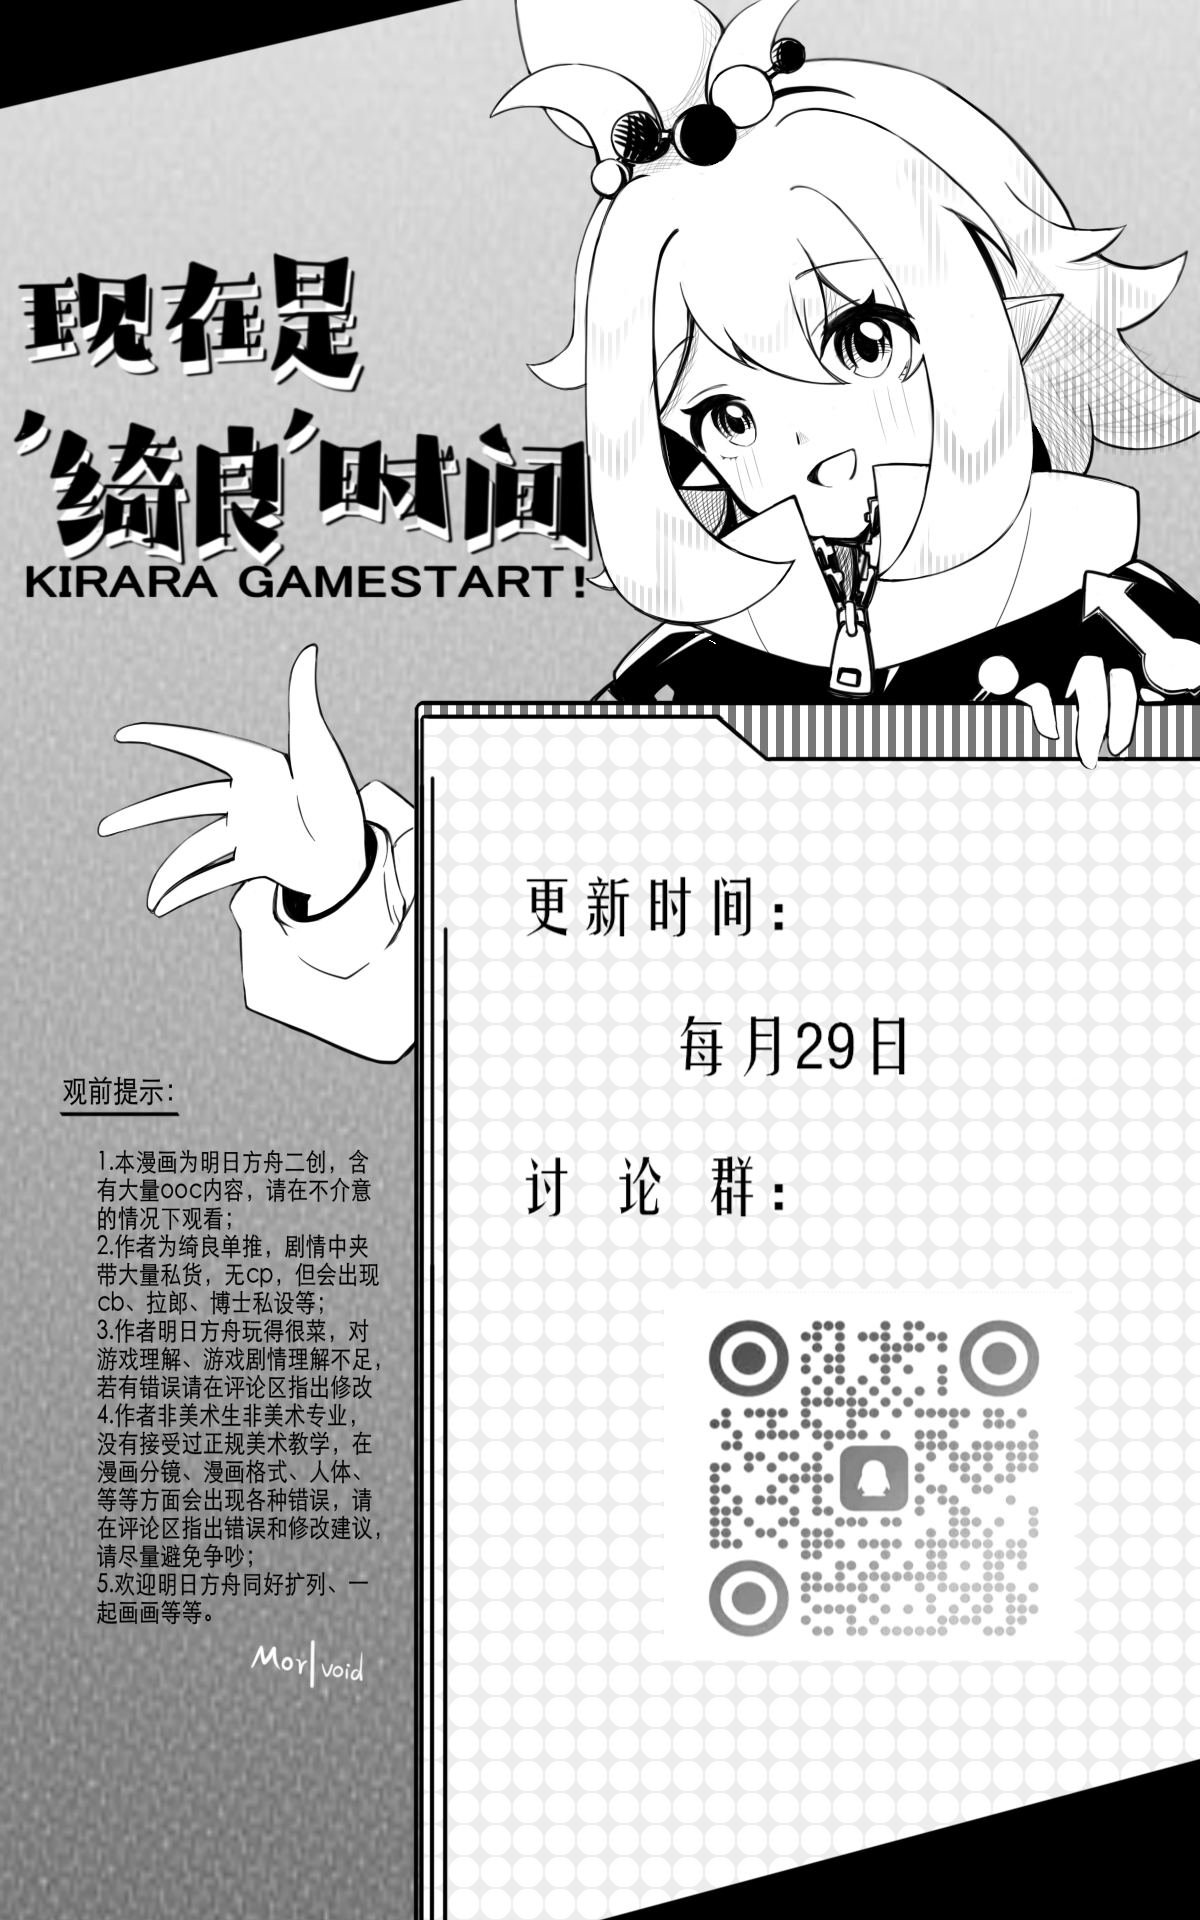 现在是
'绮良'时间
KIRARA GAMESTART!
更新时间:
每月29日
讨论群:
观前提示:
1.本漫画为明日方舟二创，含
有大量ooc内容，请在不介意
的情况下观看；
2.作者为绮良单推，剧情中夹
带大量私货，无cp，但会出现
cb、拉郎、博士私设等；
3.作者明日方舟玩得很菜，对
游戏理解、游戏剧情理解不足，
若有错误请在评论区指出修改
4.作者非美术生非美术专业，
没有接受过正规美术教学，在
漫画分镜、漫画格式、人体、
等等方面会出现各种错误，请
在评论区指出错误和修改建议，
请尽量避免争吵；
5.欢迎明日方舟同好扩列、一
起画画等等。
Mor|void